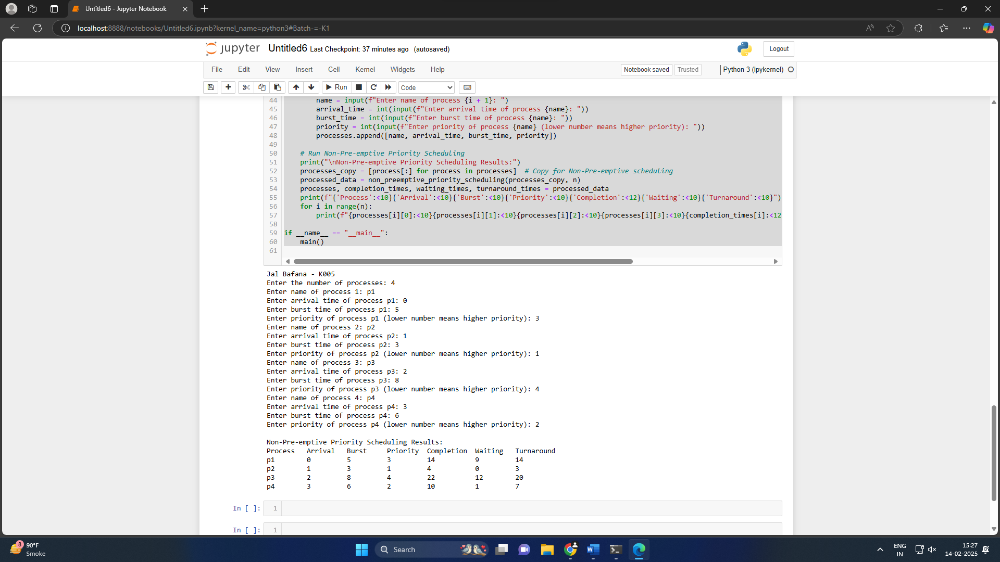 Untitled6 - Jupyter Notebook
localhost:8888/notebooks/Untitled6.ipynb?kernel_name=python3#Batch-=-K1
jupyter Untitled6 Last Checkpoint: 37 minutes ago (autosaved)
Logout
File Edit View Insert Cell Kernel Widgets Help
Notebook saved Trusted Python 3 (ipykernel)
Run Code
44 name = input(f"Enter name of process {i + 1}: ")
45 arrival_time = int(input(f"Enter arrival time of process {name}: "))
46 burst_time = int(input(f"Enter burst time of process {name}: "))
47 priority = int(input(f"Enter priority of process {name} (lower number means higher priority): "))
48 processes.append([name, arrival_time, burst_time, priority])
49
50 # Run Non-Pre-emptive Priority Scheduling
51 print("\nNon-Pre-emptive Priority Scheduling Results:")
52 processes_copy = [process[:] for process in processes]  # Copy for Non-Pre-emptive scheduling
53 processed_data = non_preemptive_priority_scheduling(processes_copy, n)
54 processes, completion_times, waiting_times, turnaround_times = processed_data
55 print(f"{'Process':<10}{'Arrival':<10}{'Burst':<10}{'Priority':<10}{'Completion':<12}{'Waiting':<10}{'Turnaround':<10}")
56 for i in range(n):
57 print(f"{processes[i][0]:<10}{processes[i][1]:<10}{processes[i][2]:<10}{processes[i][3]:<10}{completion_times[i]:<12
58
59 if __name__ == "__main__":
60 main()
61
Jal Bafana - K005
Enter the number of processes: 4
Enter name of process 1: p1
Enter arrival time of process p1: 0
Enter burst time of process p1: 5
Enter priority of process p1 (lower number means higher priority): 3
Enter name of process 2: p2
Enter arrival time of process p2: 1
Enter burst time of process p2: 3
Enter priority of process p2 (lower number means higher priority): 1
Enter name of process 3: p3
Enter arrival time of process p3: 2
Enter burst time of process p3: 8
Enter priority of process p3 (lower number means higher priority): 4
Enter name of process 4: p4
Enter arrival time of process p4: 3
Enter burst time of process p4: 6
Enter priority of process p4 (lower number means higher priority): 2
Non-Pre-emptive Priority Scheduling Results:
Process Arrival Burst Priority Completion Waiting Turnaround
p1 0 5 3 14 9 14
p2 1 3 1 4 0 3
p3 2 8 4 22 12 20
p4 3 6 2 10 1 7
In [ ]: 1
In [ ]: 1
8 90°F
Smoke
Search
ENG
IN
15:27
14-02-2025